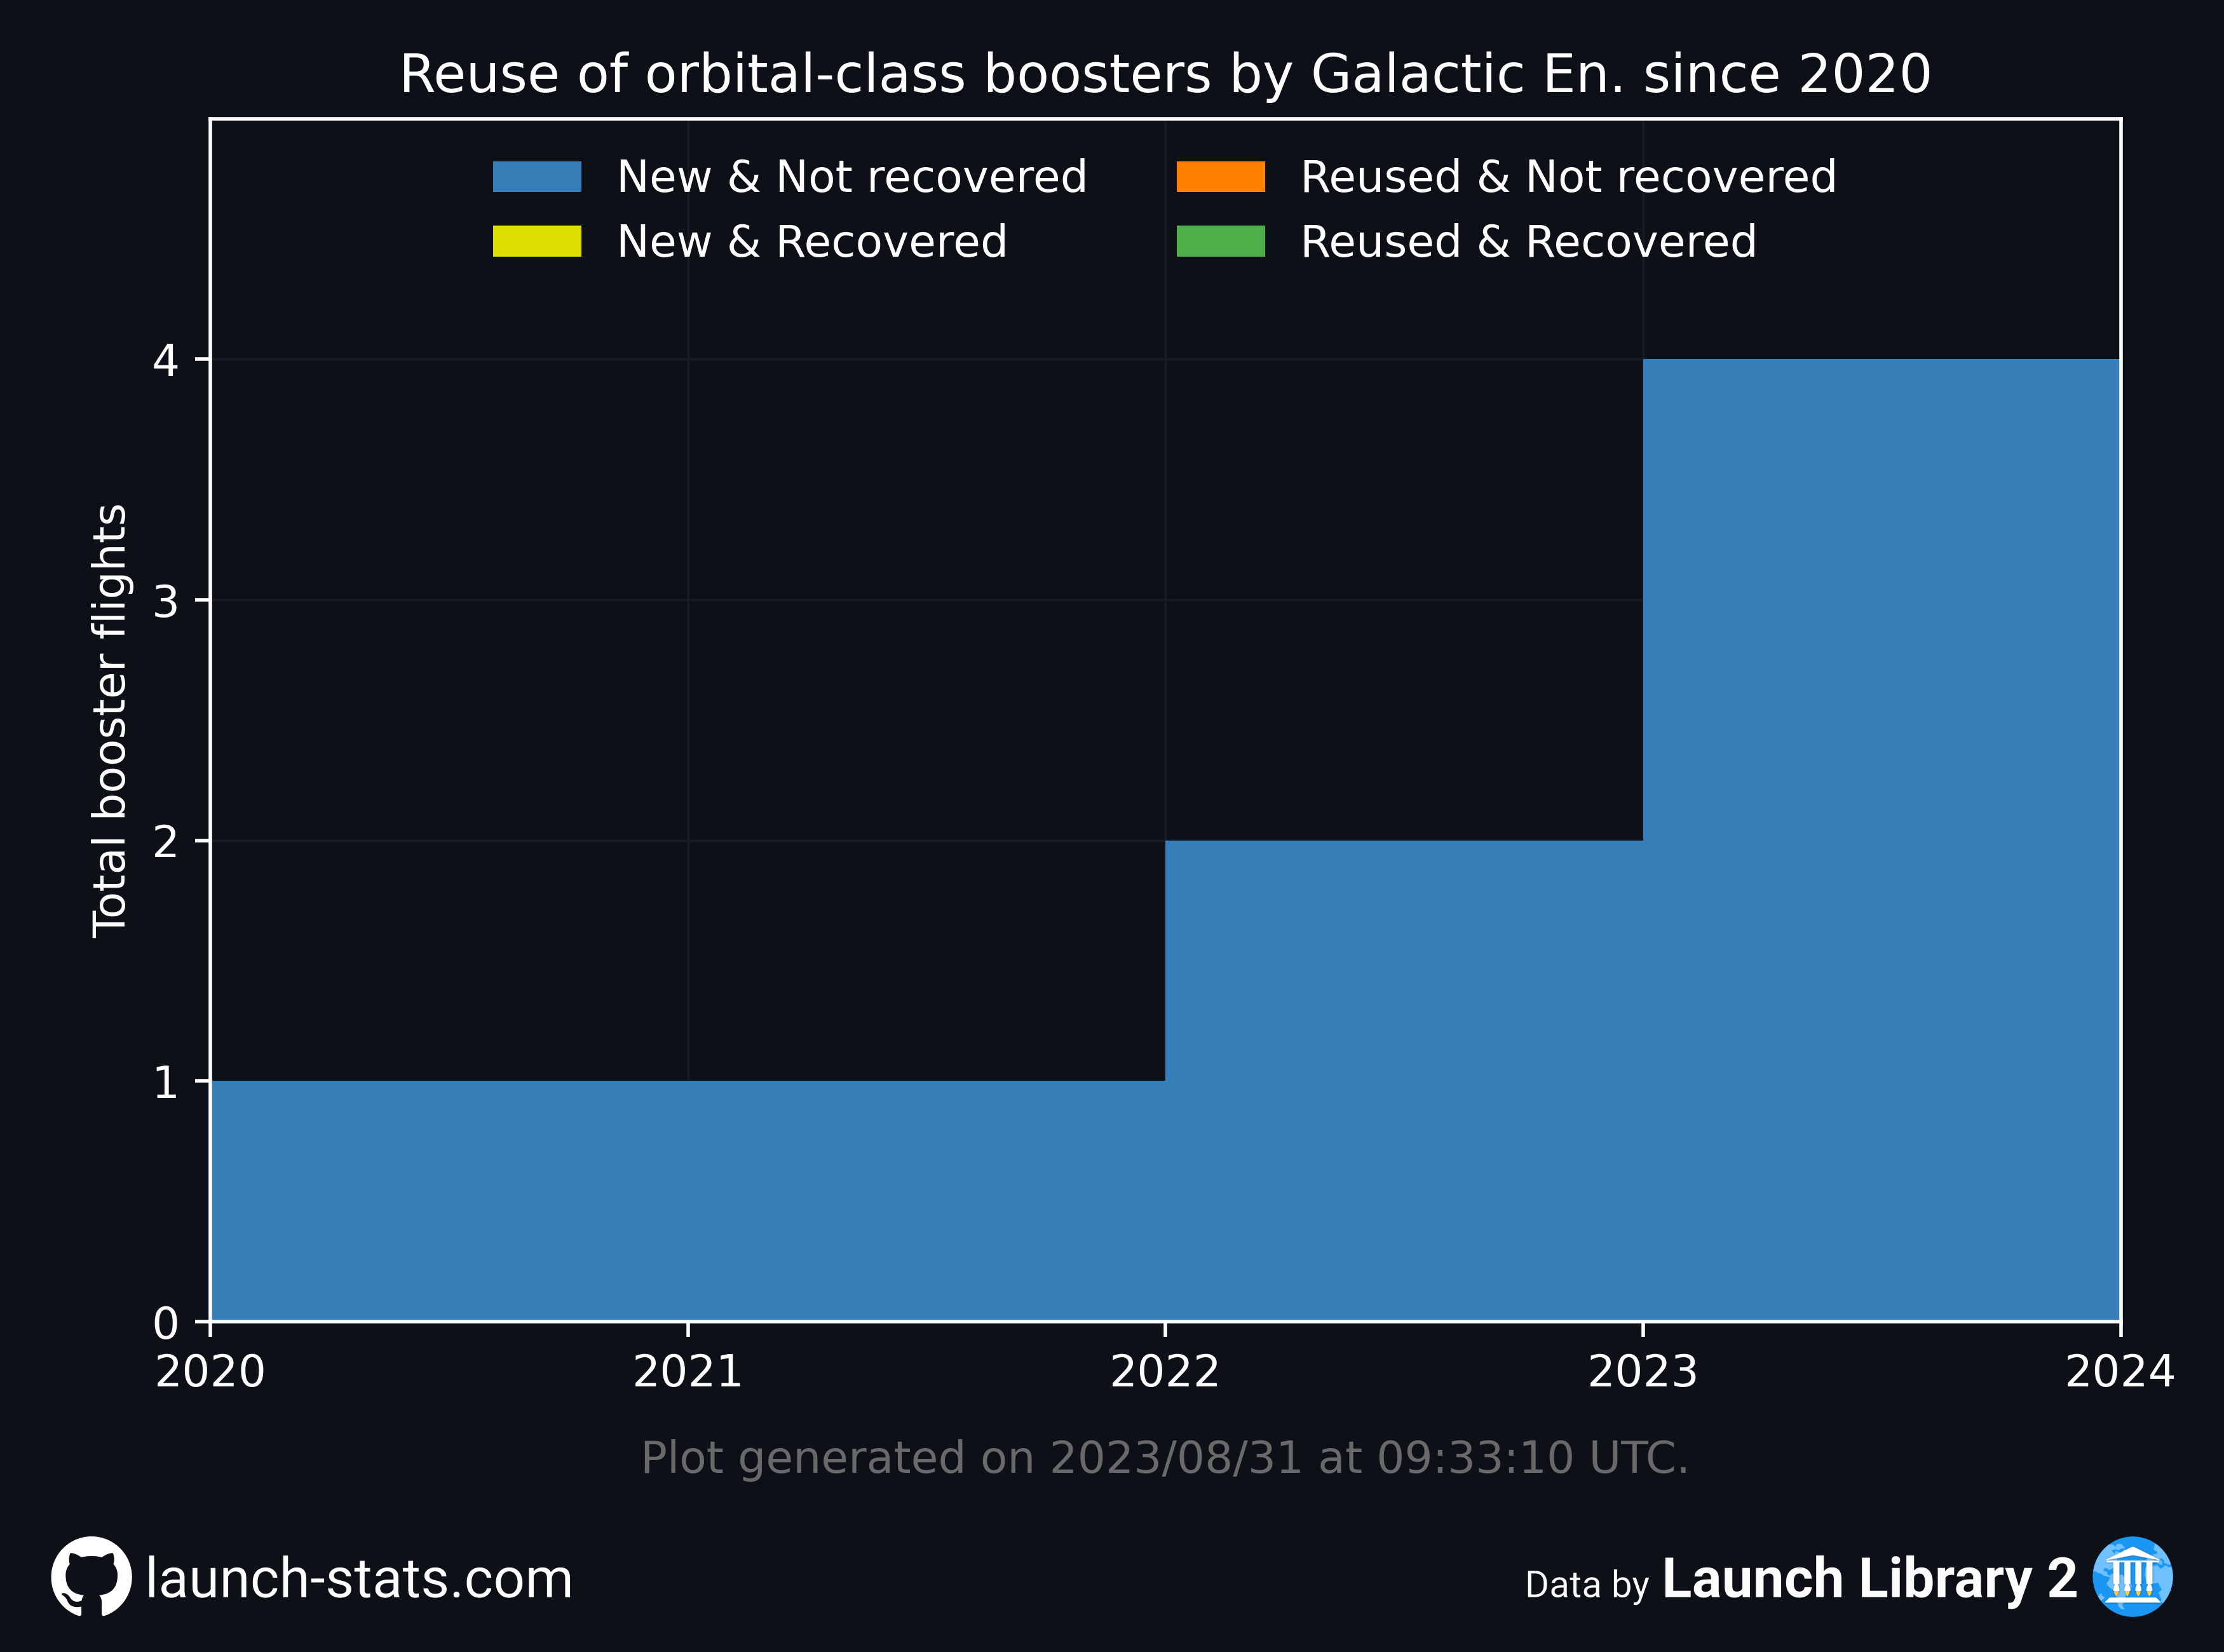 Reuse of orbital-class boosters by Galactic En. since 2020
New & Not recovered
New & Recovered
Reused & Not recovered
Reused & Recovered
Total booster flights
4
3
2
1
0
2020 2021 2022 2023 2024
Plot generated on 2023/08/31 at 09:33:10 UTC.
launch-stats.com
Data by Launch Library 2